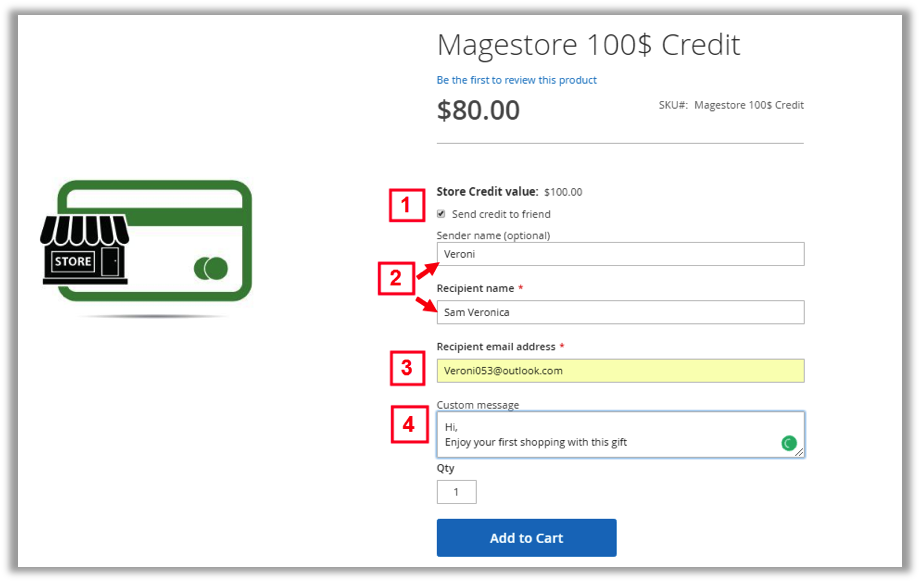 Magestore 100$ Credit
Be the first to review this product
$80.00
SKU#: Magestore 100$ Credit
STORE
Store Credit value: $100.00
1
Send credit to friend
Sender name (optional)
Veroni
2
Recipient name *
Sam Veronica
Recipient email address *
3
Veroni053@outlook.com
Custom message
4
Hi,
Enjoy your first shopping with this gift
Qty
1
Add to Cart